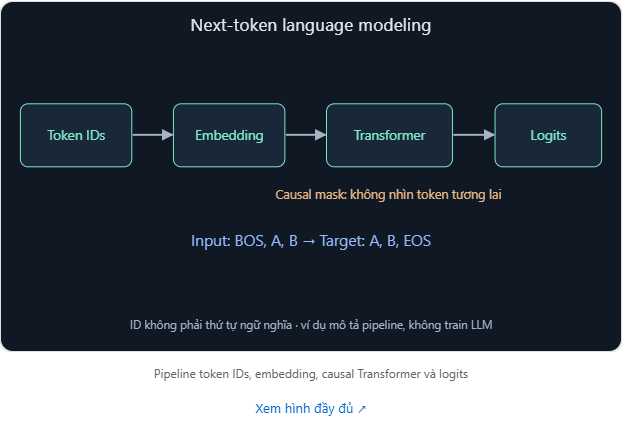 Next-token language modeling
Token IDs
Embedding
Transformer
Logits
Causal mask: không nhìn token tương lai
Input: BOS, A, B → Target: A, B, EOS
ID không phải thứ tự ngữ nghĩa · ví dụ mô tả pipeline, không train LLM
Pipeline token IDs, embedding, causal Transformer và logits
Xem hình đầy đủ ↗